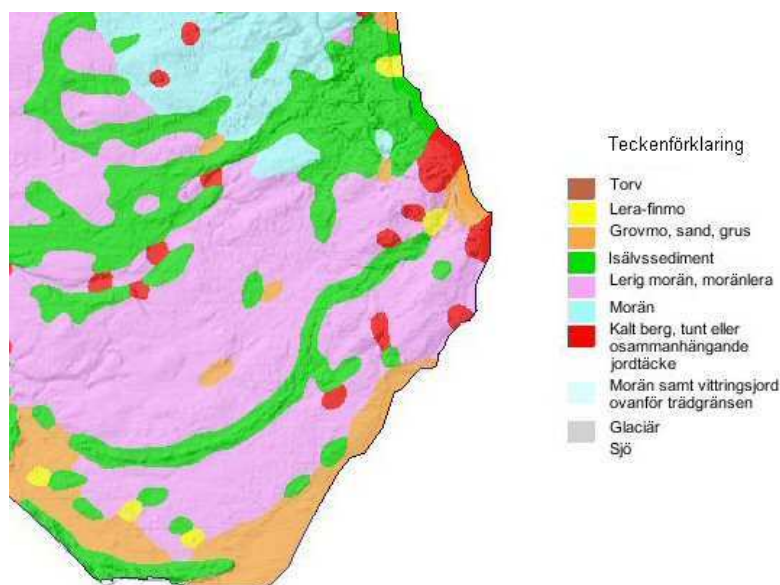 Teckenförklaring
Torv
Lera-finmo
Grovmo, sand, grus
Isälvssediment
Lerig morän, moränlera
Morän
Kalt berg, tunt eller
osammanhängande
jordtäcke
Morän samt vittringsjord
ovanför trädgränsen
Glaciär
Sjö